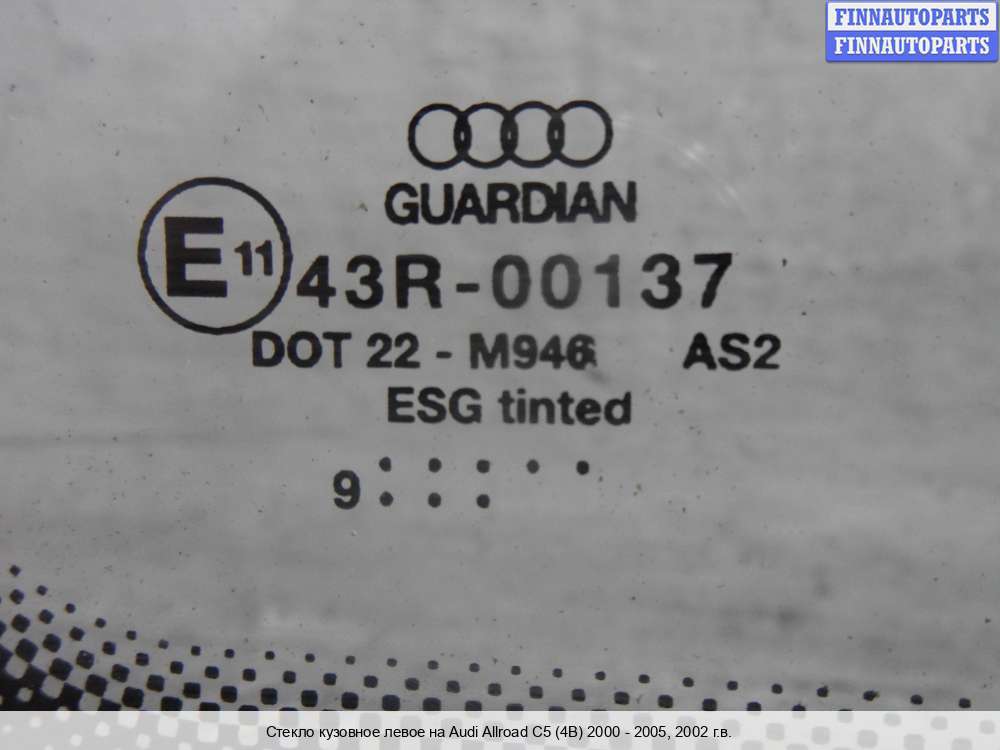 FINNAUTOPARTS
FINNAUTOPARTS
GUARDIAN
E11 43R-00137
DOT 22 - M946 AS2
ESG tinted
9
Стекло кузовное левое на Audi Allroad C5 (4B) 2000 - 2005, 2002 г.в.